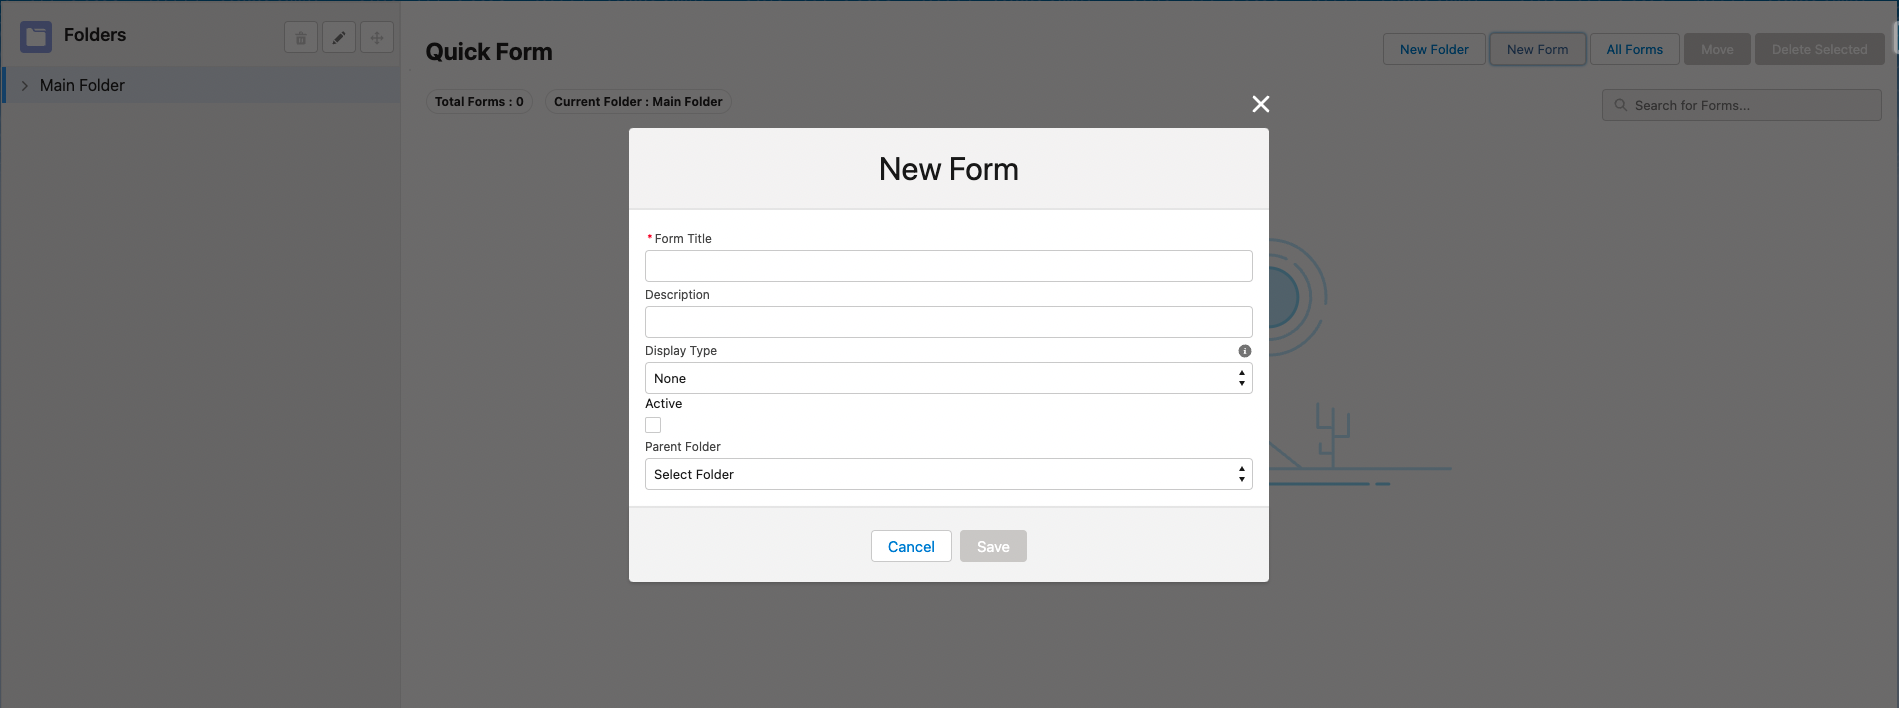 Folders
Main Folder
Quick Form
New Folder
New Form
All Forms
Move
Delete Selected
Total Forms : 0
Current Folder : Main Folder
Search for Forms...
New Form
* Form Title
Description
Display Type
None
Active
Parent Folder
Select Folder
Cancel
Save